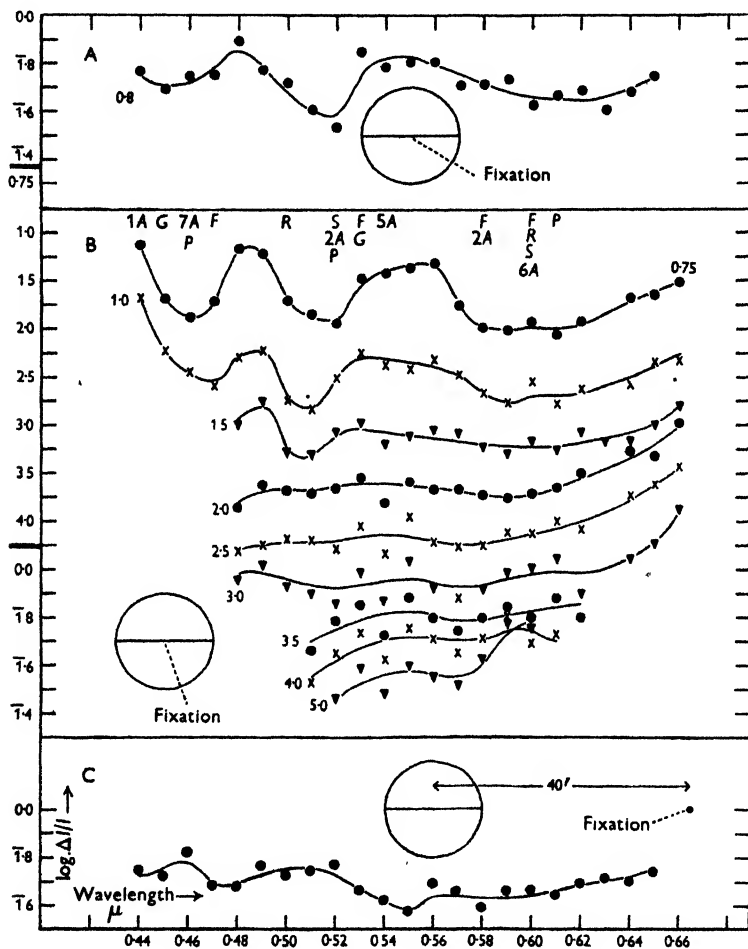 0·0
A
1̄·8
0·8
1̄·6
1̄·4
0·75
Fixation
1A G 7A F R S F 5A F F P
P 2A G 2A R
P S
6A
B
1·0
0·75
1·0
1·5
2·0
2·5
3·0
1·5
3·5
2·0
4·0
2·5
0·0
3·0
1̄·8
3·5
1̄·6
4·0
5·0
Fixation
1̄·4
C
40′
0·0
Fixation
log. ΔI/I →
1̄·8
Wavelength →
μ
1̄·6
0·44 0·46 0·48 0·50 0·52 0·54 0·56 0·58 0·60 0·62 0·64 0·66